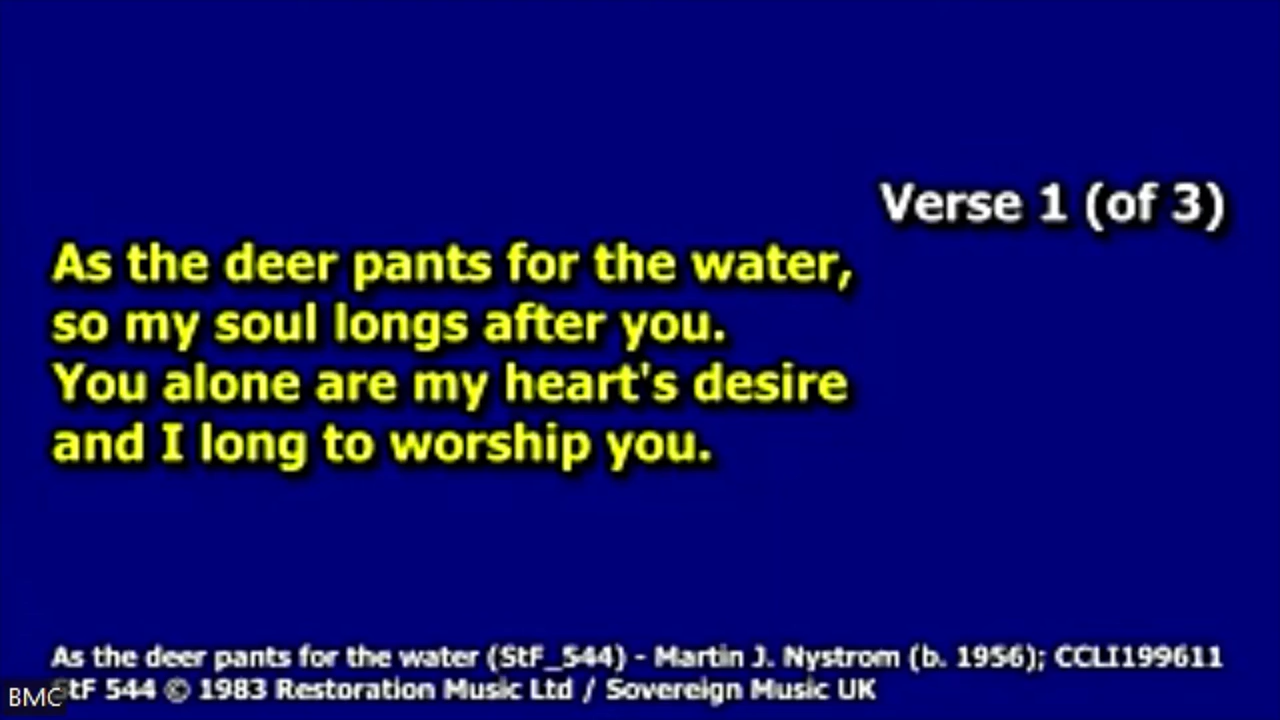 Verse 1 (of 3)
As the deer pants for the water,
so my soul longs after you.
You alone are my heart's desire
and I long to worship you.
As the deer pants for the water (StF_544) - Martin J. Nystrom (b. 1956); CCLI199611
StF 544 © 1983 Restoration Music Ltd / Sovereign Music UK
BMC